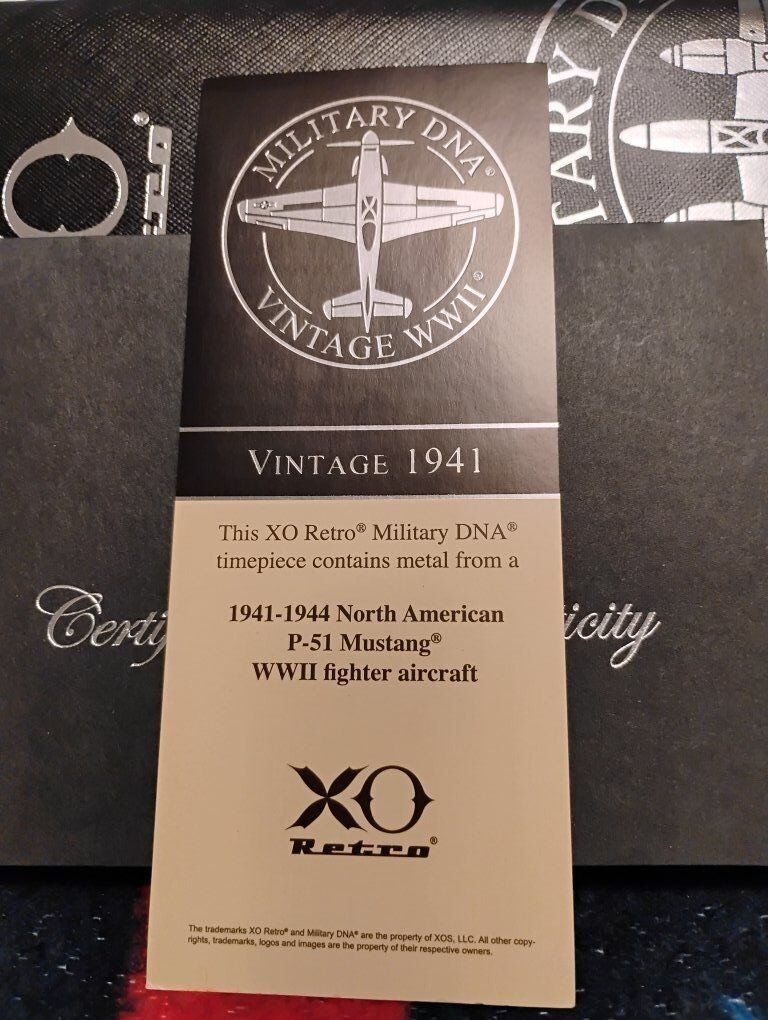 MILITARY DNA®
VINTAGE WWII®
VINTAGE 1941
This XO Retro® Military DNA®
timepiece contains metal from a
1941-1944 North American
P-51 Mustang®
WWII fighter aircraft
XO
Retro®
The trademarks XO Retro® and Military DNA® are the property of XOS, LLC. All other copy-
rights, trademarks, logos and images are the property of their respective owners.